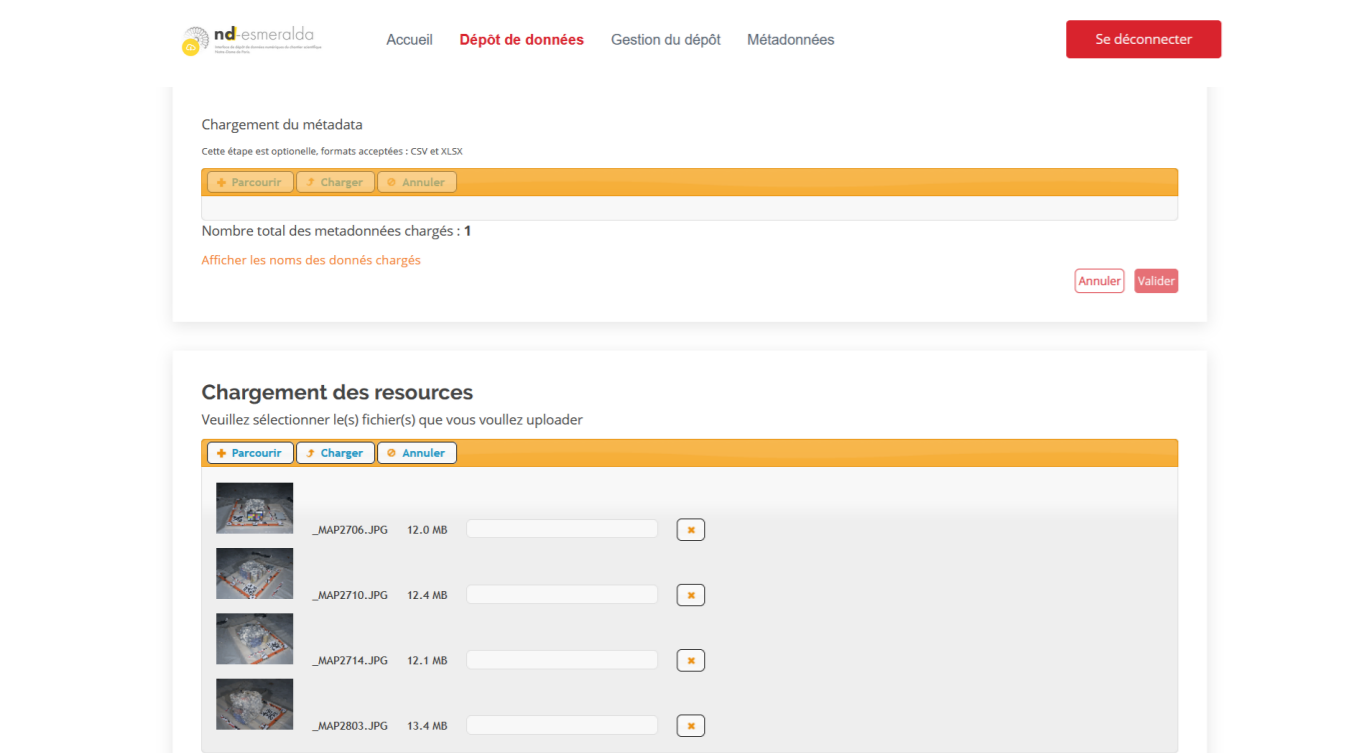 nd-esmeralda
Accueil Dépôt de données Gestion du dépôt Métadonnées Se déconnecter
Chargement du métadata
Cette étape est optionelle, formats acceptées : CSV et XLSX
Parcourir Charger Annuler
Nombre total des metadonnées chargés : 1
Afficher les noms des donnés chargés
Annuler Valider
Chargement des resources
Veuillez sélectionner le(s) fichier(s) que vous voullez uploader
Parcourir Charger Annuler
_MAP2706.JPG 12.0 MB
_MAP2710.JPG 12.4 MB
_MAP2714.JPG 12.1 MB
_MAP2803.JPG 13.4 MB